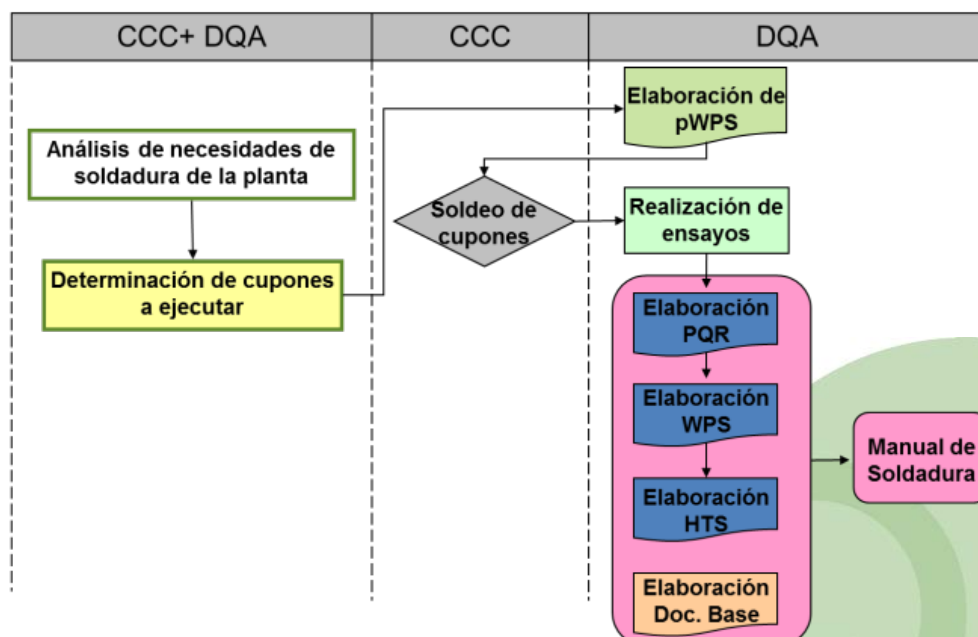 CCC+ DQA
CCC
DQA
Análisis de necesidades de
soldadura de la planta
Determinación de cupones
a ejecutar
Elaboración de
pWPS
Soldeo de
cupones
Realización de
ensayos
Elaboración
PQR
Elaboración
WPS
Elaboración
HTS
Elaboración
Doc. Base
Manual de
Soldadura